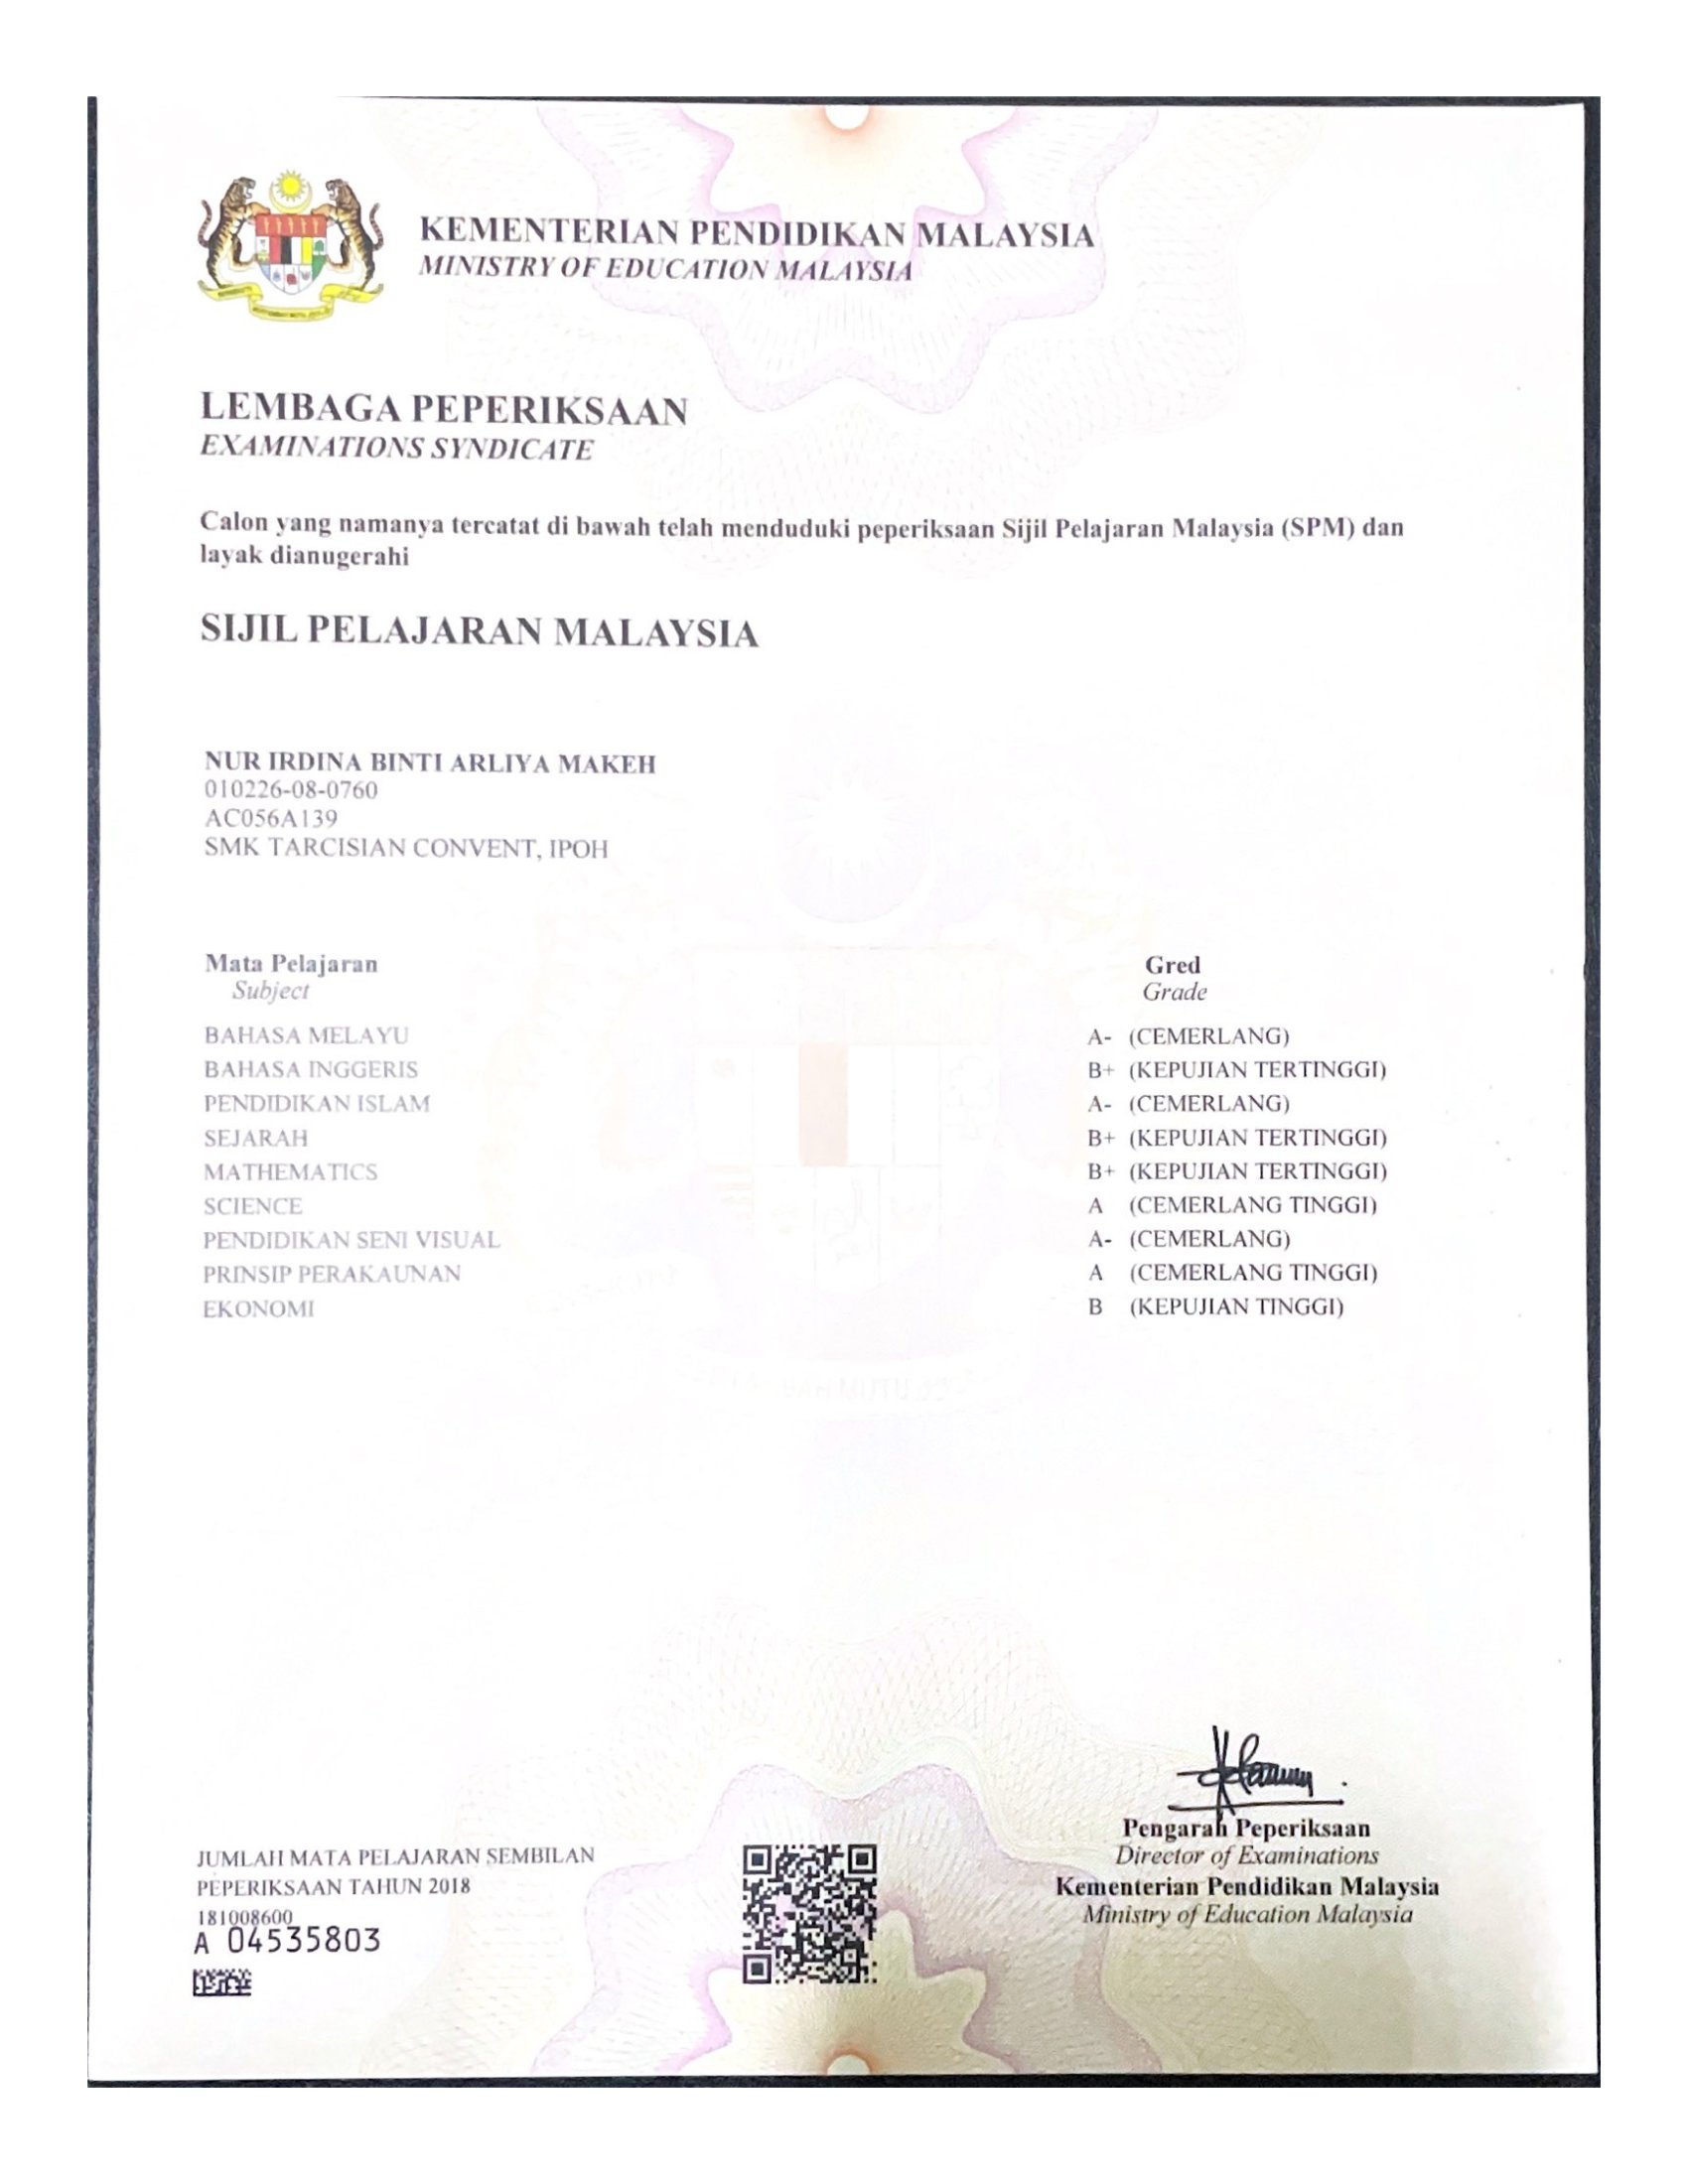 KEMENTERIAN PENDIDIKAN MALAYSIA
MINISTRY OF EDUCATION MALAYSIA
LEMBAGA PEPERIKSAAN
EXAMINATIONS SYNDICATE
Calon yang namanya tercatat di bawah telah menduduki peperiksaan Sijil Pelajaran Malaysia (SPM) dan
layak dianugerahi
SIJIL PELAJARAN MALAYSIA
NUR IRDINA BINTI ARLIYA MAKEH
010226-08-0760
AC056A139
SMK TARCISIAN CONVENT, IPOH
Mata Pelajaran Gred
Subject Grade
BAHASA MELAYU A- (CEMERLANG)
BAHASA INGGERIS B+ (KEPUJIAN TERTINGGI)
PENDIDIKAN ISLAM A- (CEMERLANG)
SEJARAH B+ (KEPUJIAN TERTINGGI)
MATHEMATICS B+ (KEPUJIAN TERTINGGI)
SCIENCE A (CEMERLANG TINGGI)
PENDIDIKAN SENI VISUAL A- (CEMERLANG)
PRINSIP PERAKAUNAN A (CEMERLANG TINGGI)
EKONOMI B (KEPUJIAN TINGGI)
Pengarah Peperiksaan
Director of Examinations
Kementerian Pendidikan Malaysia
Ministry of Education Malaysia
JUMLAH MATA PELAJARAN SEMBILAN
PEPERIKSAAN TAHUN 2018
181008600
A 04535803